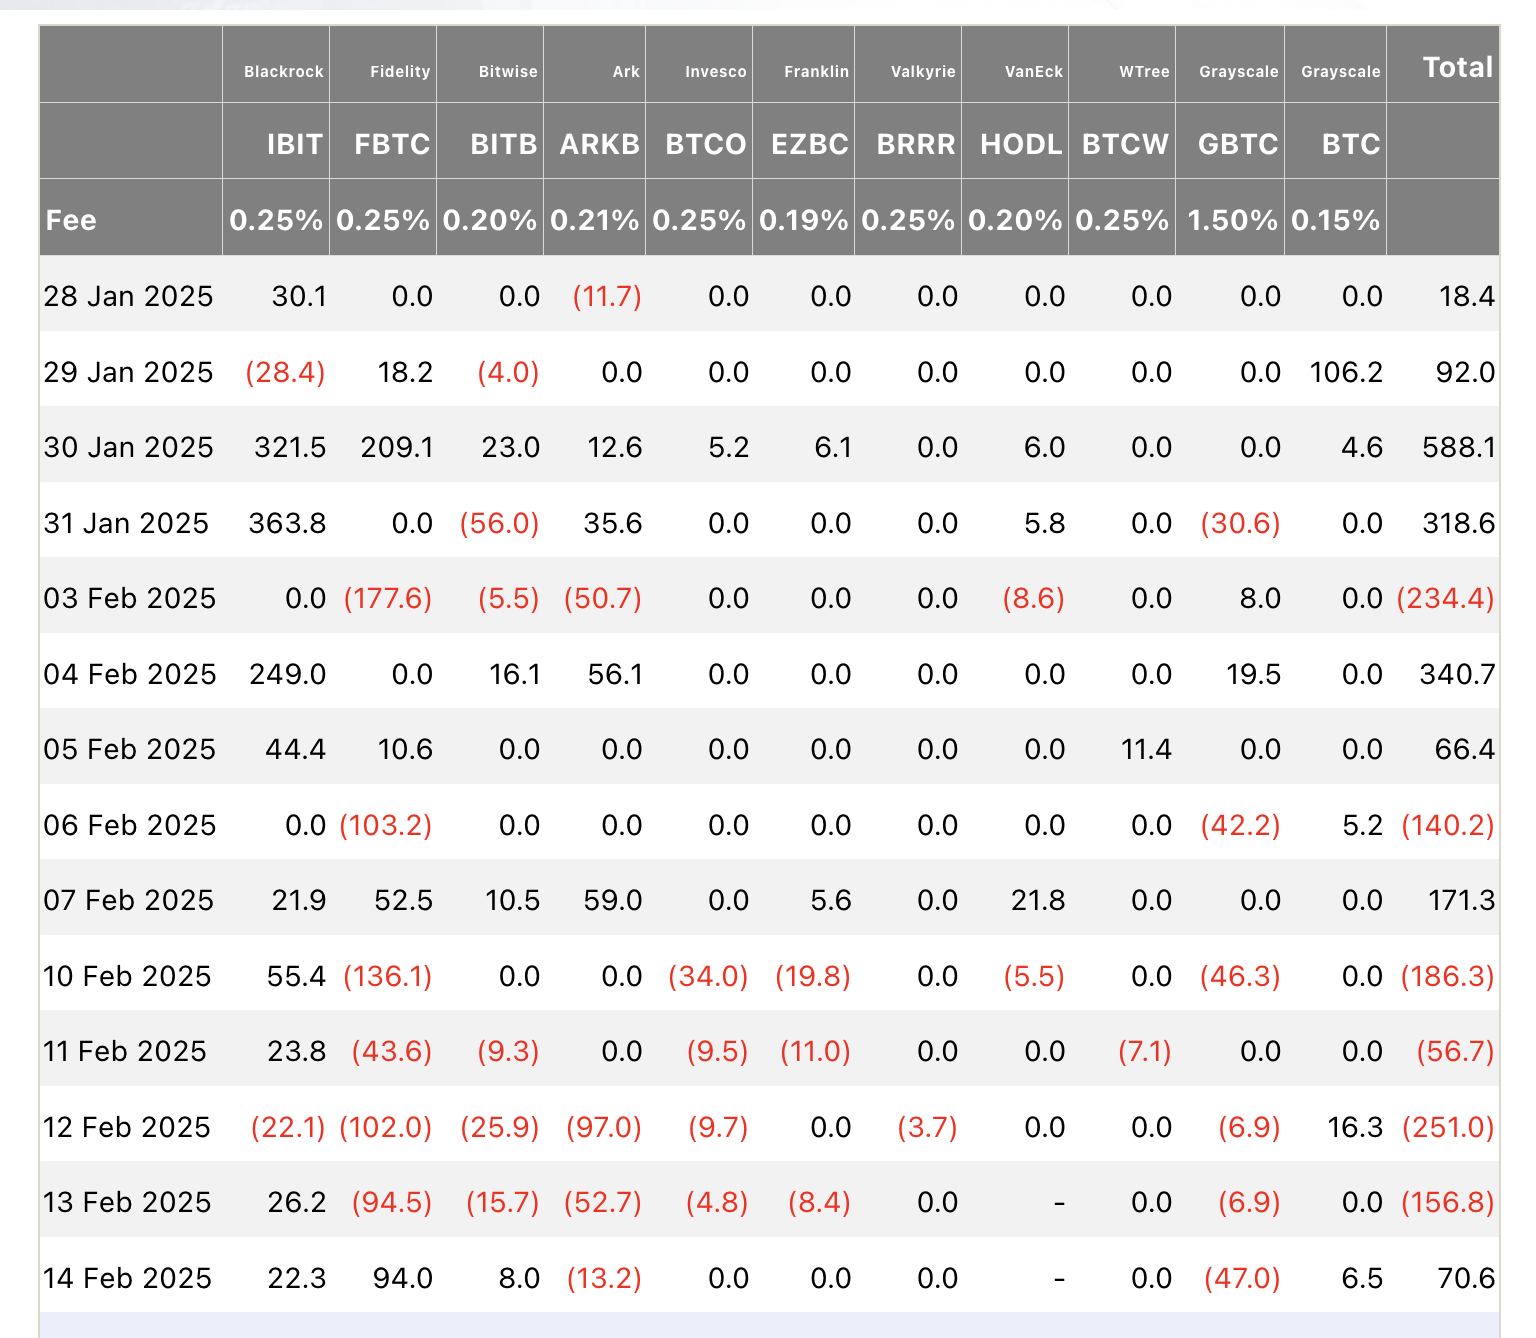 Blackrock Fidelity Bitwise Ark Invesco Franklin Valkyrie VanEck WTree Grayscale Grayscale Total
IBIT FBTC BITB ARKB BTCO EZBC BRRR HODL BTCW GBTC BTC
Fee 0.25% 0.25% 0.20% 0.21% 0.25% 0.19% 0.25% 0.20% 0.25% 1.50% 0.15%
28 Jan 2025 30.1 0.0 0.0 (11.7) 0.0 0.0 0.0 0.0 0.0 0.0 0.0 18.4
29 Jan 2025 (28.4) 18.2 (4.0) 0.0 0.0 0.0 0.0 0.0 0.0 0.0 106.2 92.0
30 Jan 2025 321.5 209.1 23.0 12.6 5.2 6.1 0.0 6.0 0.0 0.0 4.6 588.1
31 Jan 2025 363.8 0.0 (56.0) 35.6 0.0 0.0 0.0 5.8 0.0 (30.6) 0.0 318.6
03 Feb 2025 0.0 (177.6) (5.5) (50.7) 0.0 0.0 0.0 (8.6) 0.0 8.0 0.0 (234.4)
04 Feb 2025 249.0 0.0 16.1 56.1 0.0 0.0 0.0 0.0 0.0 19.5 0.0 340.7
05 Feb 2025 44.4 10.6 0.0 0.0 0.0 0.0 0.0 0.0 11.4 0.0 0.0 66.4
06 Feb 2025 0.0 (103.2) 0.0 0.0 0.0 0.0 0.0 0.0 0.0 (42.2) 5.2 (140.2)
07 Feb 2025 21.9 52.5 10.5 59.0 0.0 5.6 0.0 21.8 0.0 0.0 0.0 171.3
10 Feb 2025 55.4 (136.1) 0.0 0.0 (34.0) (19.8) 0.0 (5.5) 0.0 (46.3) 0.0 (186.3)
11 Feb 2025 23.8 (43.6) (9.3) 0.0 (9.5) (11.0) 0.0 0.0 (7.1) 0.0 0.0 (56.7)
12 Feb 2025 (22.1) (102.0) (25.9) (97.0) (9.7) 0.0 (3.7) 0.0 0.0 (6.9) 16.3 (251.0)
13 Feb 2025 26.2 (94.5) (15.7) (52.7) (4.8) (8.4) 0.0 - 0.0 (6.9) 0.0 (156.8)
14 Feb 2025 22.3 94.0 8.0 (13.2) 0.0 0.0 0.0 - 0.0 (47.0) 6.5 70.6